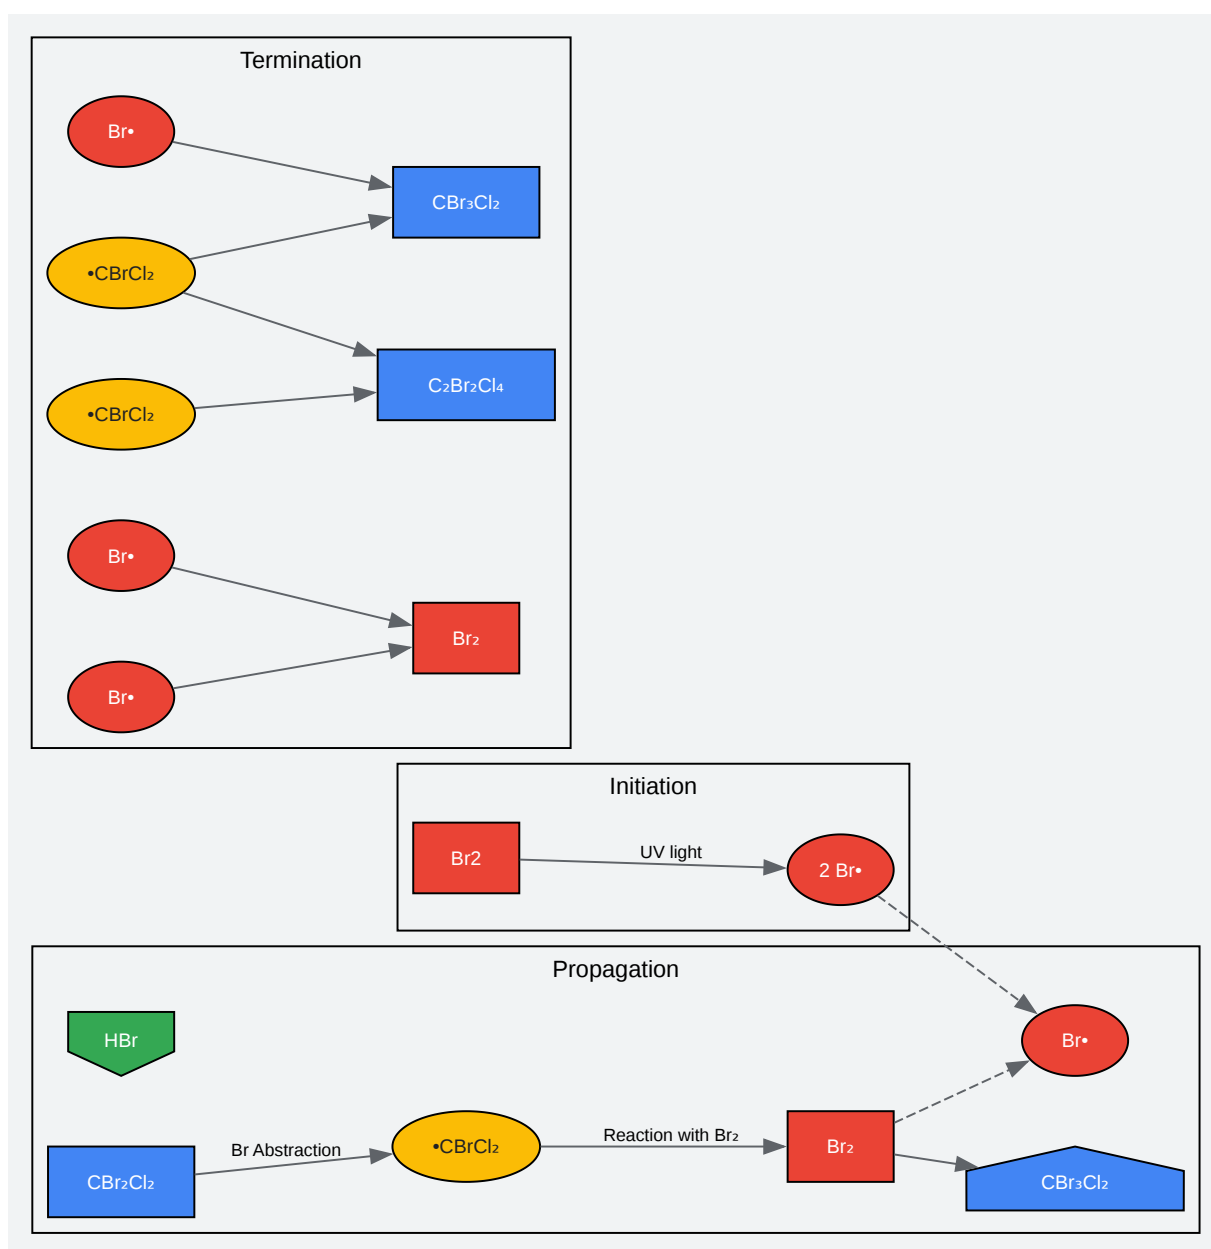 Termination
Br•
CBr₃Cl₂
•CBrCl₂
C₂Br₂Cl₄
•CBrCl₂
Br•
Br₂
Br•
Initiation
Br2
UV light
2 Br•
Propagation
HBr
Br•
CBr₂Cl₂
Br Abstraction
•CBrCl₂
Reaction with Br₂
Br₂
CBr₃Cl₂